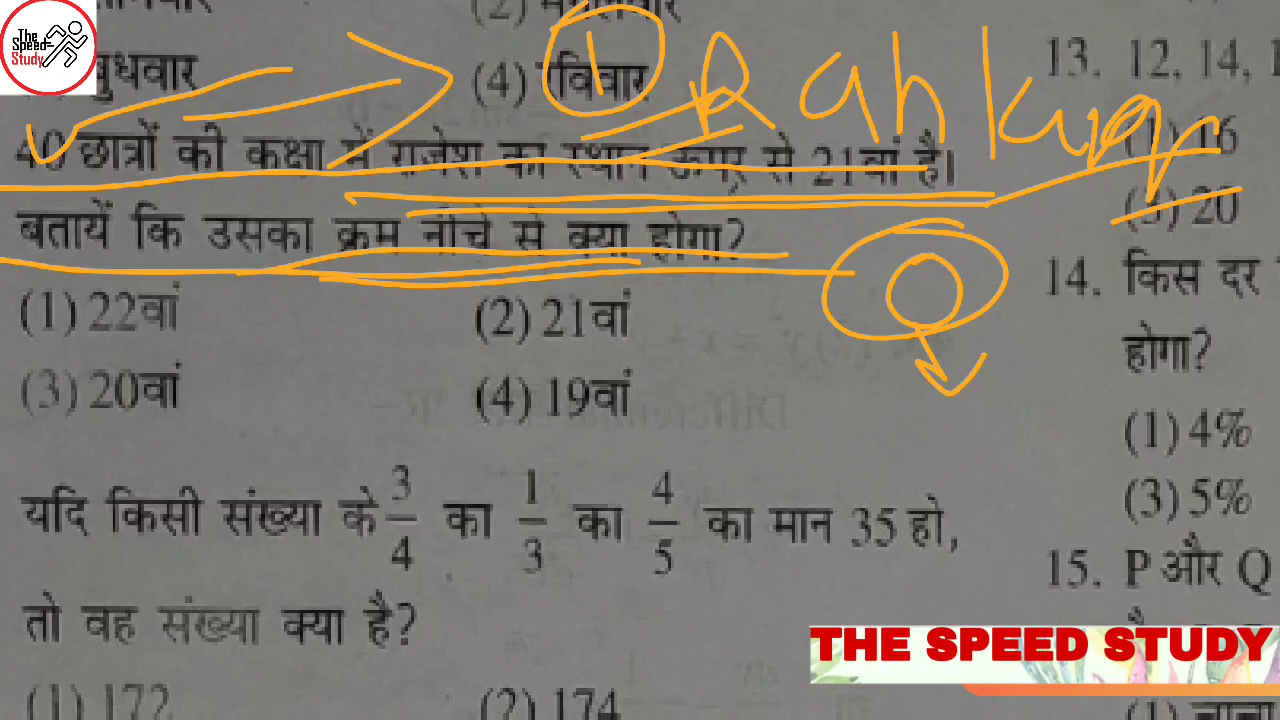 The
Speed
Study
बुधवार
(4) रविवार
1 Rank
40 छात्रों की कक्षा में राजेश का स्थान ऊपर से 21वां है।
बतायें कि उसका क्रम नीचे से क्या होगा?
(1) 22वां (2) 21वां
(3) 20वां (4) 19वां
यदि किसी संख्या के 3/4 का 1/3 का 4/5 का मान 35 हो,
तो वह संख्या क्या है?
(1) 172 (2) 174
13. 12, 14,
(1) 16
(3) 20
14. किस दर
होगा?
(1) 4%
(3) 5%
15. P और Q
THE SPEED STUDY